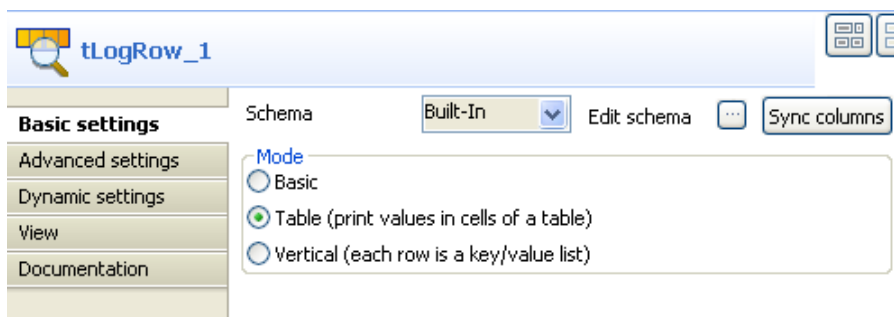 tLogRow_1
Basic settings
Advanced settings
Dynamic settings
View
Documentation
Schema Built-In Edit schema ... Sync columns
Mode
Basic
Table (print values in cells of a table)
Vertical (each row is a key/value list)